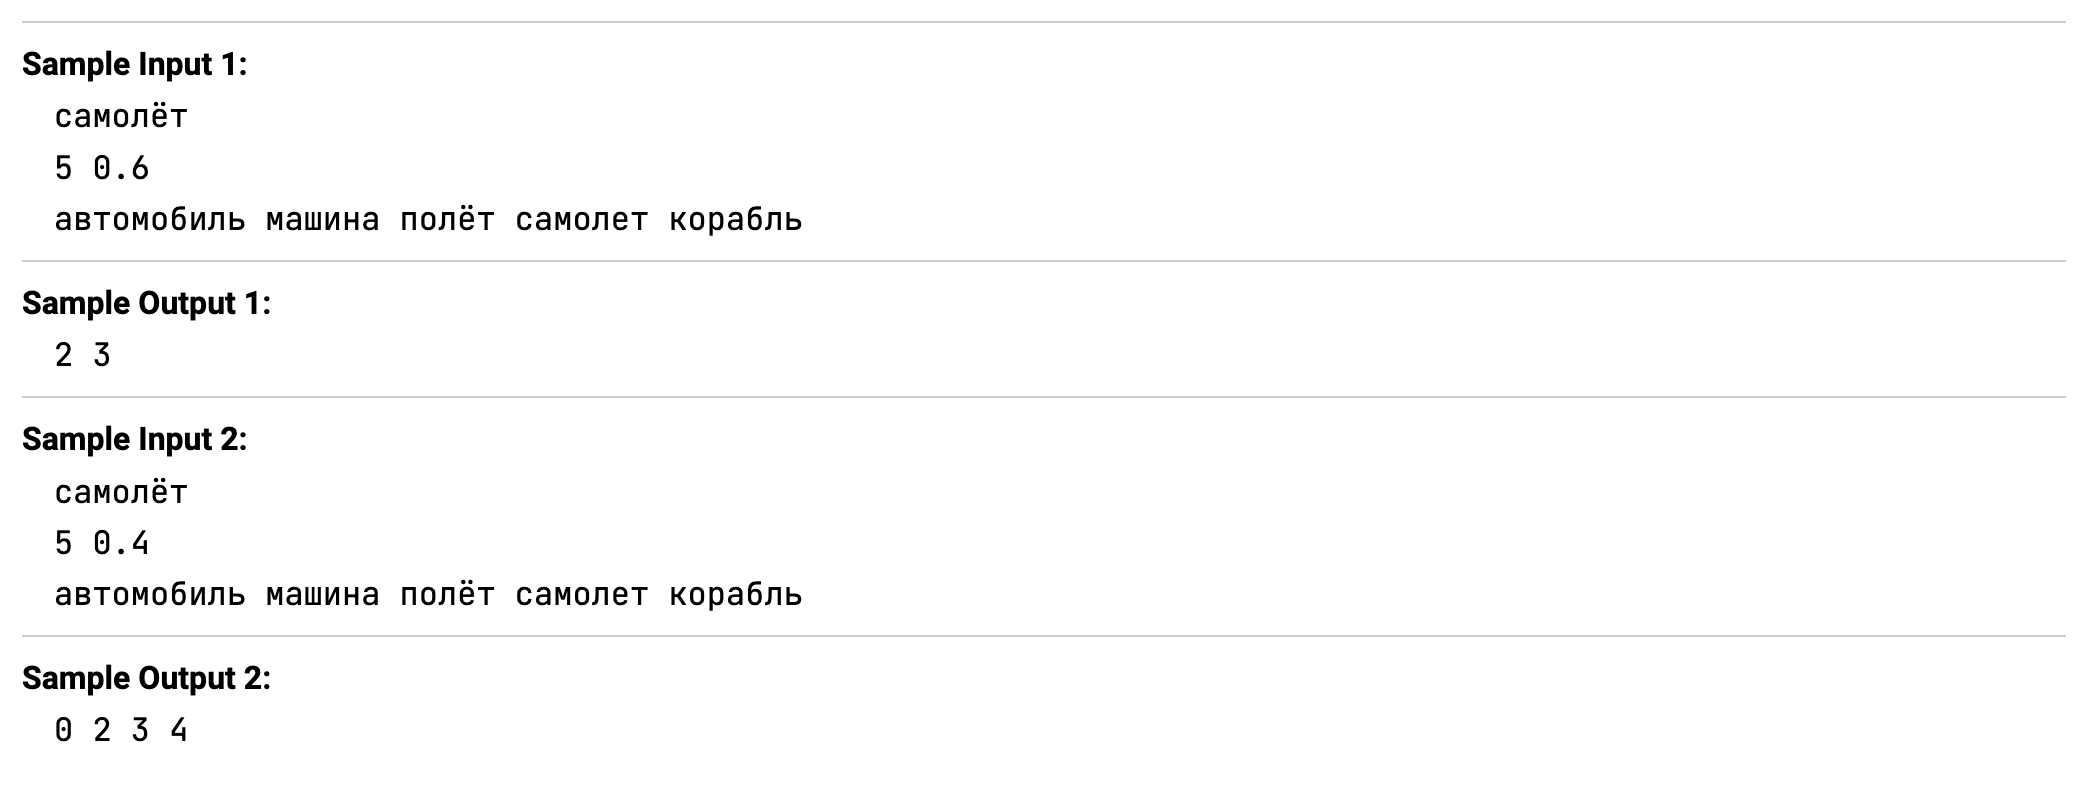 Sample Input 1:
самолёт
5 0.6
автомобиль машина полёт самолет корабль
Sample Output 1:
2 3
Sample Input 2:
самолёт
5 0.4
автомобиль машина полёт самолет корабль
Sample Output 2:
0 2 3 4